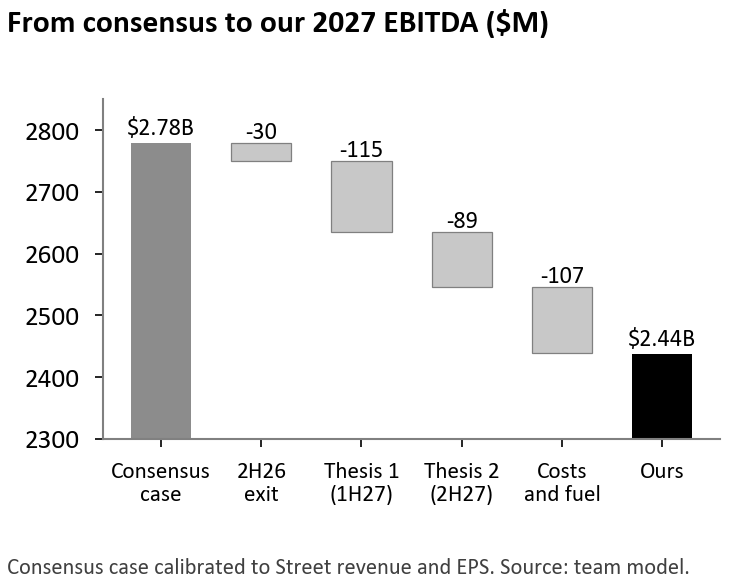 From consensus to our 2027 EBITDA ($M)
2800
2700
2600
2500
2400
2300
$2.78B
-30
-115
-89
-107
$2.44B
Consensus
case
2H26
exit
Thesis 1
(1H27)
Thesis 2
(2H27)
Costs
and fuel
Ours
Consensus case calibrated to Street revenue and EPS. Source: team model.